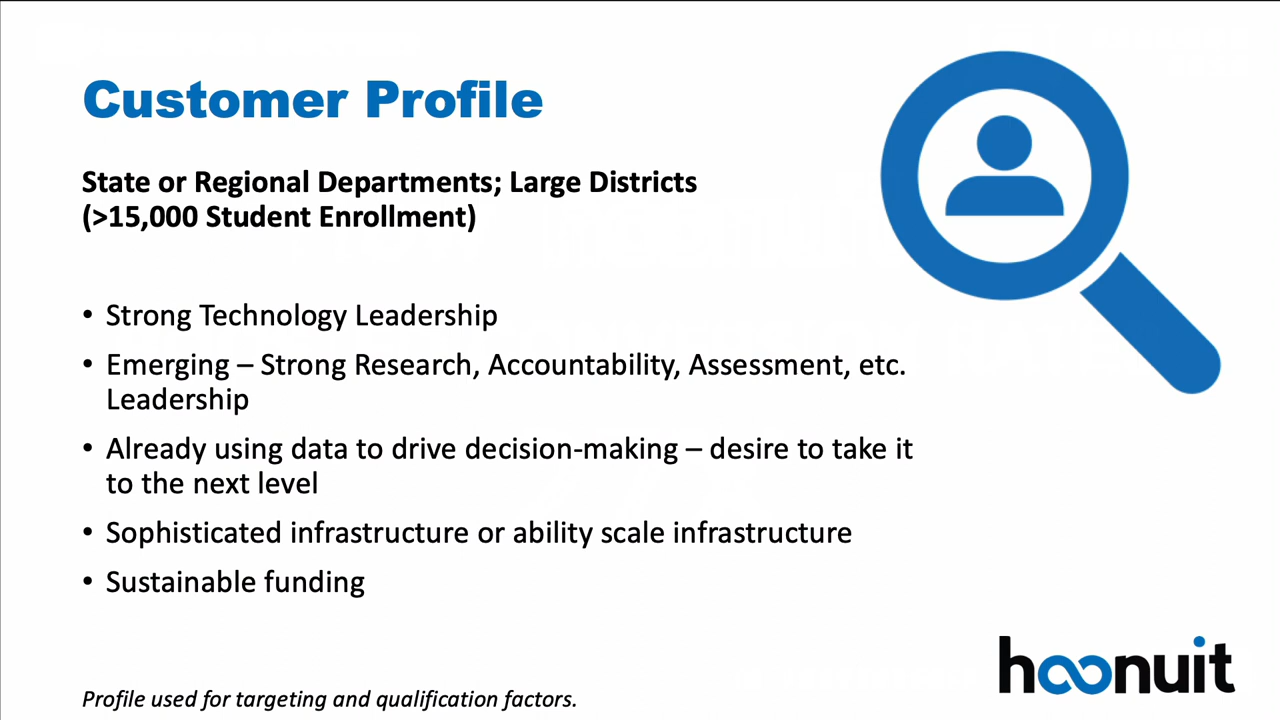 Customer Profile
State or Regional Departments; Large Districts
(>15,000 Student Enrollment)
• Strong Technology Leadership
• Emerging – Strong Research, Accountability, Assessment, etc.
Leadership
• Already using data to drive decision-making – desire to take it
to the next level
• Sophisticated infrastructure or ability scale infrastructure
• Sustainable funding
hoonuit
Profile used for targeting and qualification factors.